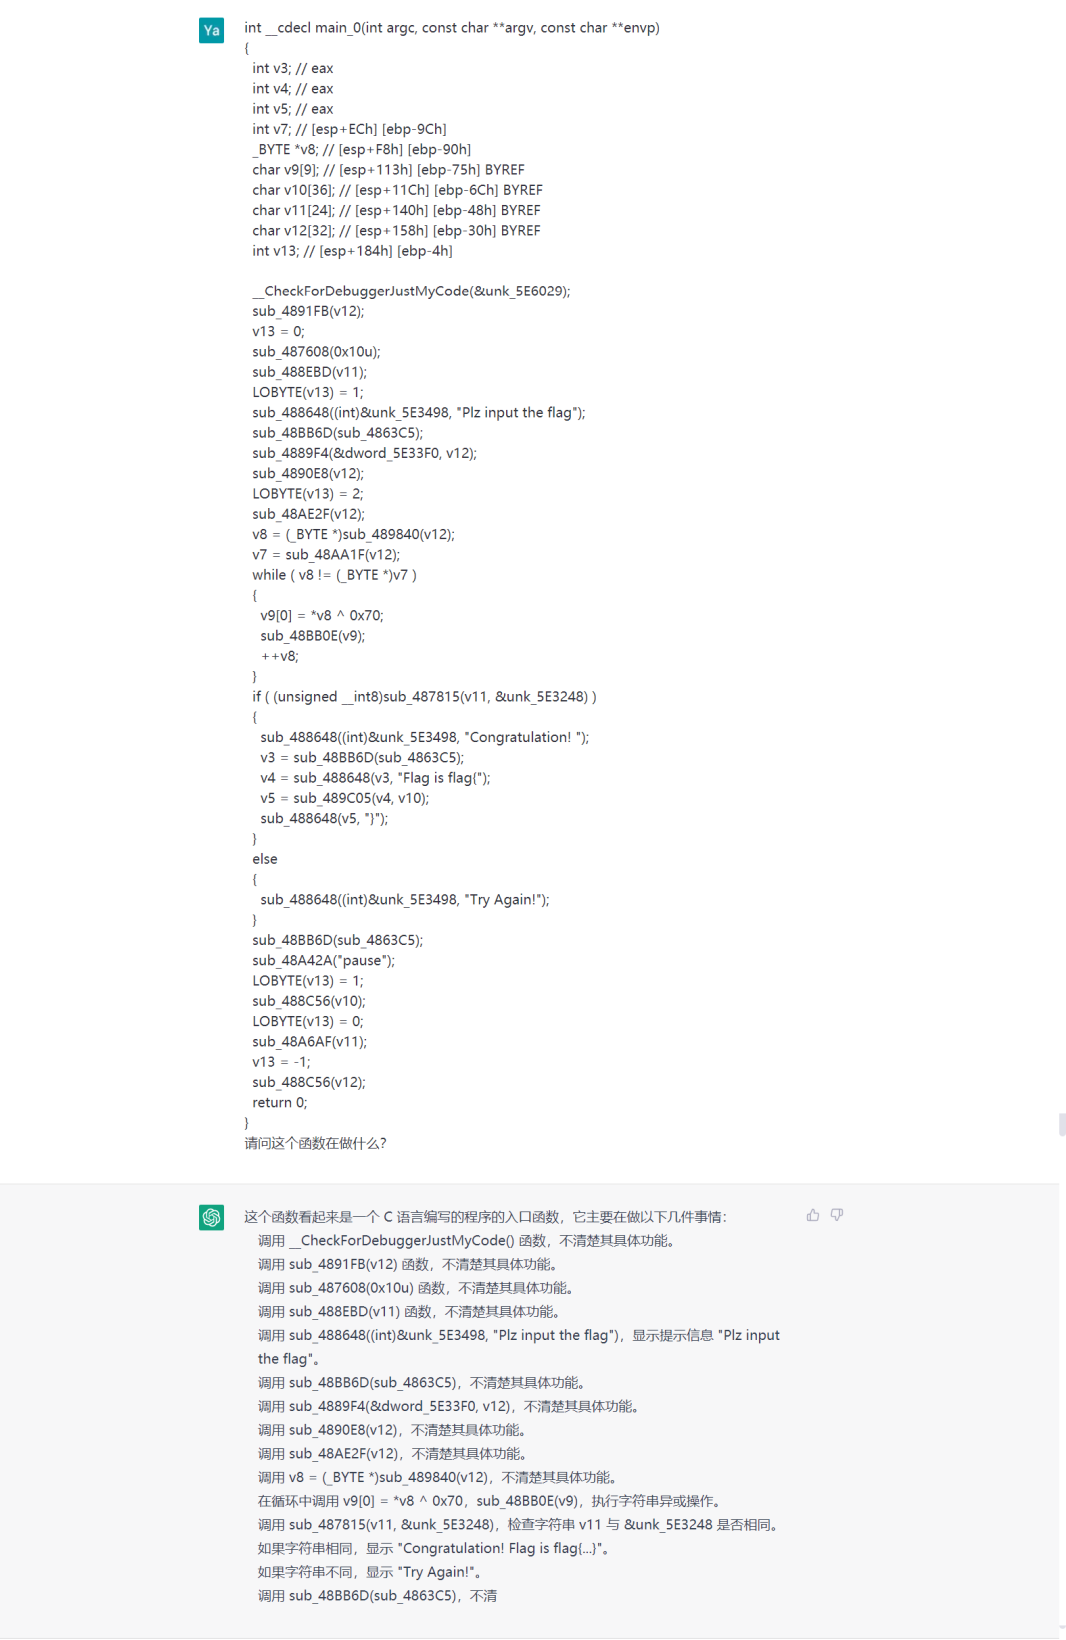 Ya
int __cdecl main_0(int argc, const char **argv, const char **envp)
{
int v3; // eax
int v4; // eax
int v5; // eax
int v7; // [esp+ECh] [ebp-9Ch]
_BYTE *v8; // [esp+F8h] [ebp-90h]
char v9[9]; // [esp+113h] [ebp-75h] BYREF
char v10[36]; // [esp+11Ch] [ebp-6Ch] BYREF
char v11[24]; // [esp+140h] [ebp-48h] BYREF
char v12[32]; // [esp+158h] [ebp-30h] BYREF
int v13; // [esp+184h] [ebp-4h]
__CheckForDebuggerJustMyCode(&unk_5E6029);
sub_4891FB(v12);
v13 = 0;
sub_487608(0x10u);
sub_488EBD(v11);
LOBYTE(v13) = 1;
sub_488648((int)&unk_5E3498, "Plz input the flag");
sub_48BB6D(sub_4863C5);
sub_4889F4(&dword_5E33F0, v12);
sub_4890E8(v12);
LOBYTE(v13) = 2;
sub_48AE2F(v12);
v8 = (_BYTE *)sub_489840(v12);
v7 = sub_48AA1F(v12);
while ( v8 != (_BYTE *)v7 )
{
v9[0] = *v8 ^ 0x70;
sub_48BB0E(v9);
++v8;
}
if ( (unsigned __int8)sub_487815(v11, &unk_5E3248) )
{
sub_488648((int)&unk_5E3498, "Congratulation! ");
v3 = sub_48BB6D(sub_4863C5);
v4 = sub_488648(v3, "Flag is flag{");
v5 = sub_489C05(v4, v10);
sub_488648(v5, "}");
}
else
{
sub_488648((int)&unk_5E3498, "Try Again!");
}
sub_48BB6D(sub_4863C5);
sub_48A42A("pause");
LOBYTE(v13) = 1;
sub_488C56(v10);
LOBYTE(v13) = 0;
sub_48A6AF(v11);
v13 = -1;
sub_488C56(v12);
return 0;
}
请问这个函数在做什么?
这个函数看起来是一个 C 语言编写的程序的入口函数，它主要在做以下几件事情：
调用 __CheckForDebuggerJustMyCode() 函数，不清楚其具体功能。
调用 sub_4891FB(v12) 函数，不清楚其具体功能。
调用 sub_487608(0x10u) 函数，不清楚其具体功能。
调用 sub_488EBD(v11) 函数，不清楚其具体功能。
调用 sub_488648((int)&unk_5E3498, "Plz input the flag")，显示提示信息 "Plz input
the flag"。
调用 sub_48BB6D(sub_4863C5)，不清楚其具体功能。
调用 sub_4889F4(&dword_5E33F0, v12)，不清楚其具体功能。
调用 sub_4890E8(v12)，不清楚其具体功能。
调用 sub_48AE2F(v12)，不清楚其具体功能。
调用 v8 = (_BYTE *)sub_489840(v12)，不清楚其具体功能。
在循环中调用 v9[0] = *v8 ^ 0x70，sub_48BB0E(v9)，执行字符串异或操作。
调用 sub_487815(v11, &unk_5E3248)，检查字符串 v11 与 &unk_5E3248 是否相同。
如果字符串相同，显示 "Congratulation! Flag is flag{...}"。
如果字符串不同，显示 "Try Again!"。
调用 sub_48BB6D(sub_4863C5)，不清